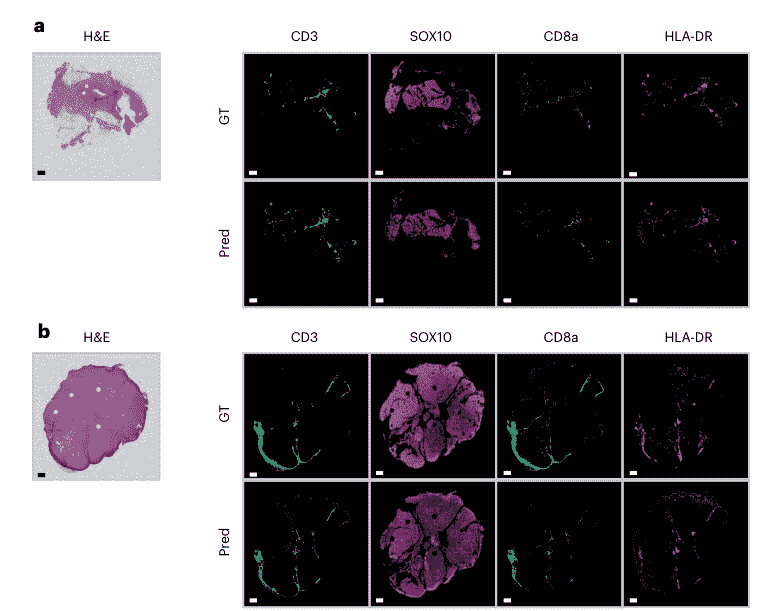 a
H&E CD3 SOX10 CD8a HLA-DR
GT
Pred
b
H&E CD3 SOX10 CD8a HLA-DR
GT
Pred